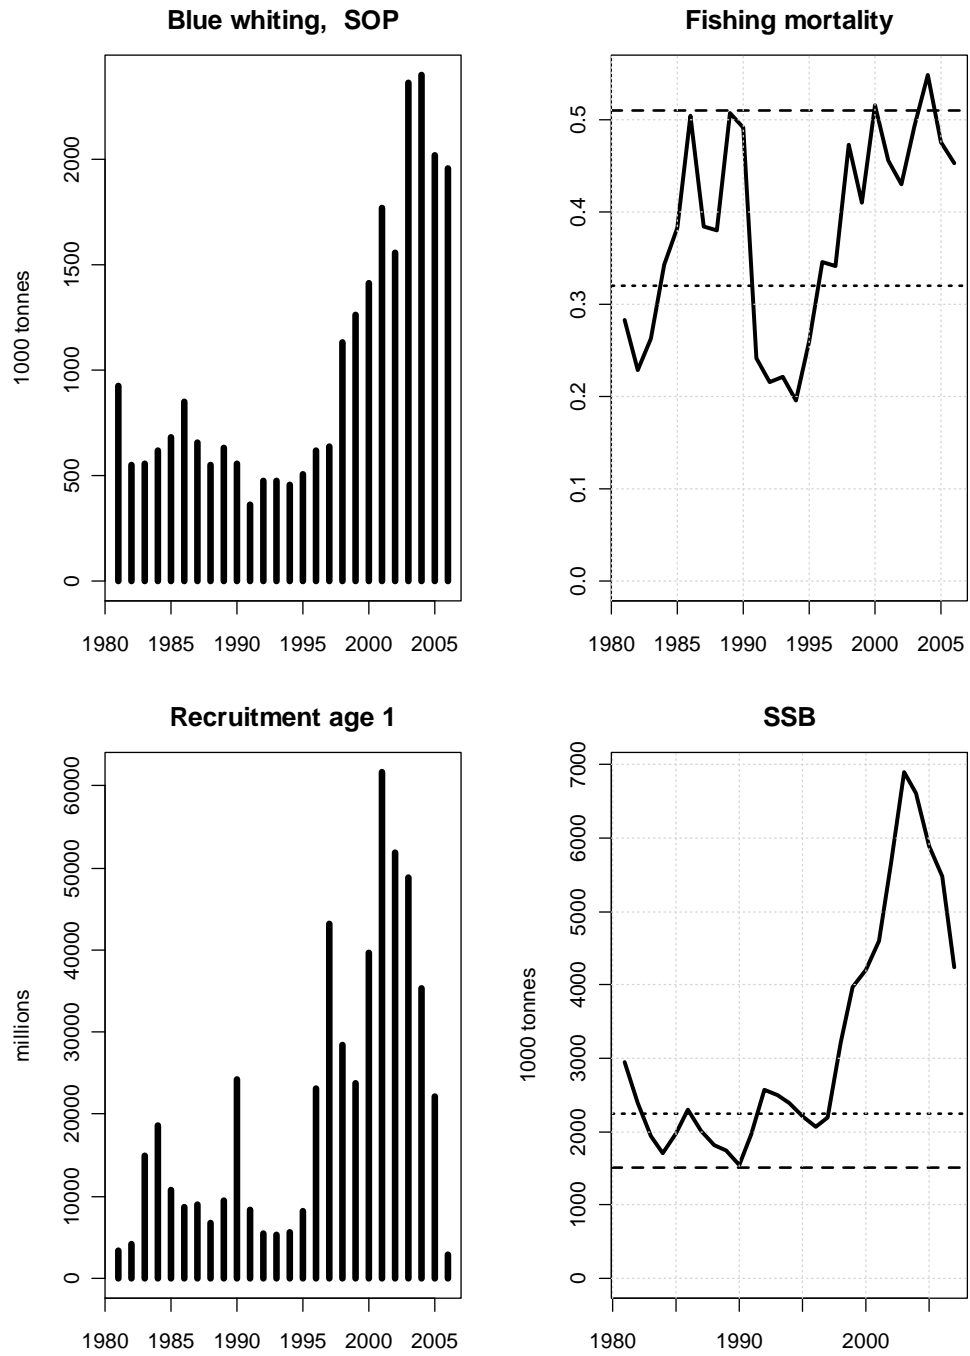 Blue whiting, SOP
1000 tonnes
0
500
1000
1500
2000
1980 1985 1990 1995 2000 2005
Fishing mortality
0.0
0.1
0.2
0.3
0.4
0.5
1980 1985 1990 1995 2000 2005
Recruitment age 1
millions
0
10000
20000
30000
40000
50000
60000
1980 1985 1990 1995 2000 2005
SSB
1000 tonnes
0
1000
2000
3000
4000
5000
6000
7000
1980 1990 2000